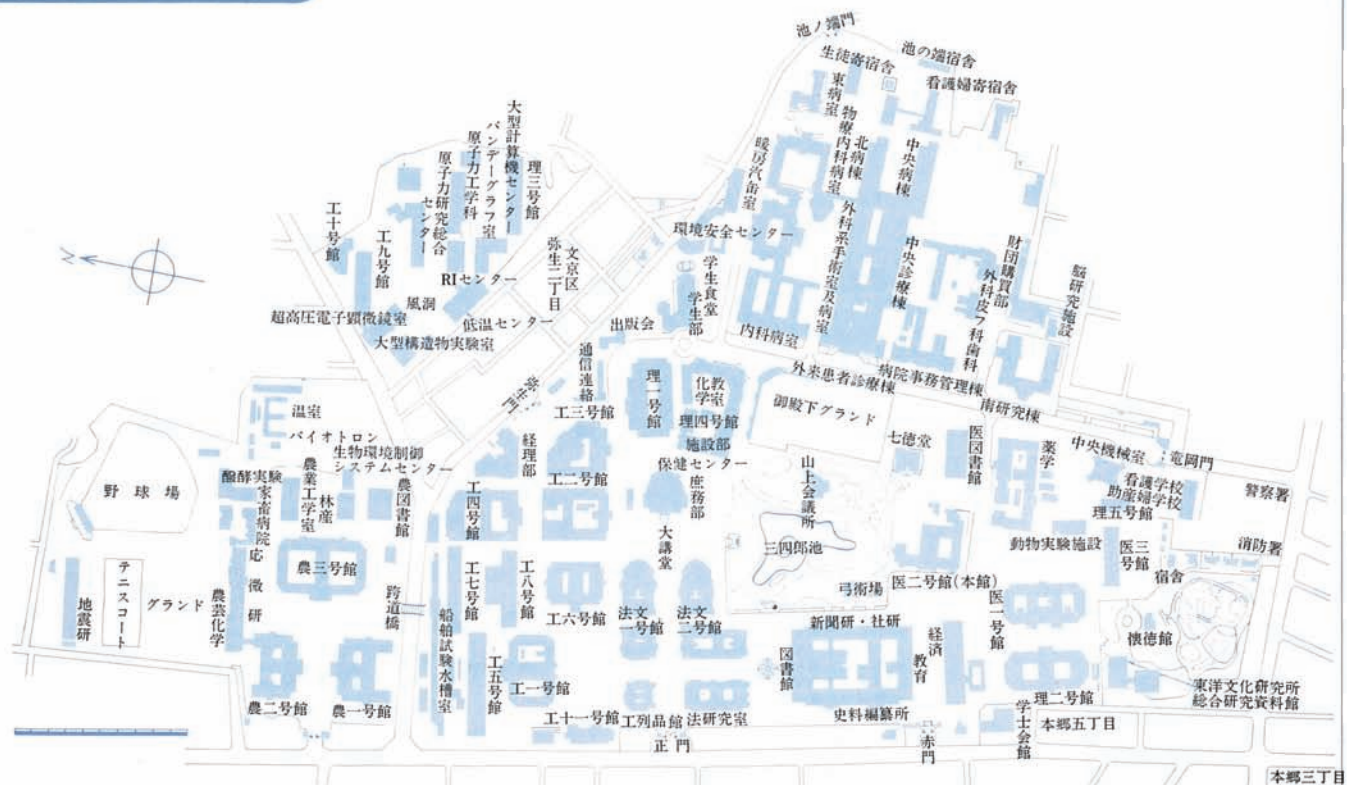 池ノ端門
生徒寄宿舎
池の端宿舎
看護婦寄宿舎
東病室
物療内科病室
北病棟
中央病棟
暖房汽缶室
外科系手術室及病室
中央診療棟
財団購買部
外科皮フ科歯科
脳研究施設
環境安全センター
学生食堂
学生部
内科病室
外来患者診療棟
病院事務管理棟
南研究棟
大型計算機センター
バンデーグラフ室
原子力工学科
原子力研究総合
センター
理三号館
工十号館
工九号館
RIセンター
風洞
超高圧電子顕微鏡室
低温センター
大型構造物実験室
文京区
弥生二丁目
N
出版会
通信連絡
弥生門
工三号館
理一号館
化学教室
理四号館
施設部
御殿下グランド
七徳堂
医図書館
薬学
中央機械室
竜岡門
看護学校
助産婦学校
理五号館
警察署
消防署
温室
バイオトロン
生物環境制御
システムセンター
野球場
醗酵実験
家畜病院
農業工学室
林産
農図書館
経理部
工四号館
工二号館
保健センター
庶務部
大講堂
山上会議所
三四郎池
弓術場
医二号館(本館)
動物実験施設
医三号館
宿舎
懐徳館
テニスコート
地震研
グランド
農芸化学
応微研
農三号館
跨道橋
船舶試験水槽室
工七号館
工八号館
工六号館
法文一号館
法文二号館
新聞研・社研
図書館
経済
教育
医一号館
農二号館
農一号館
工五号館
工一号館
工十一号館
工列品館
法研究室
史料編纂所
理二号館
学士会館
東洋文化研究所
総合研究資料館
正門
赤門
本郷五丁目
本郷三丁目